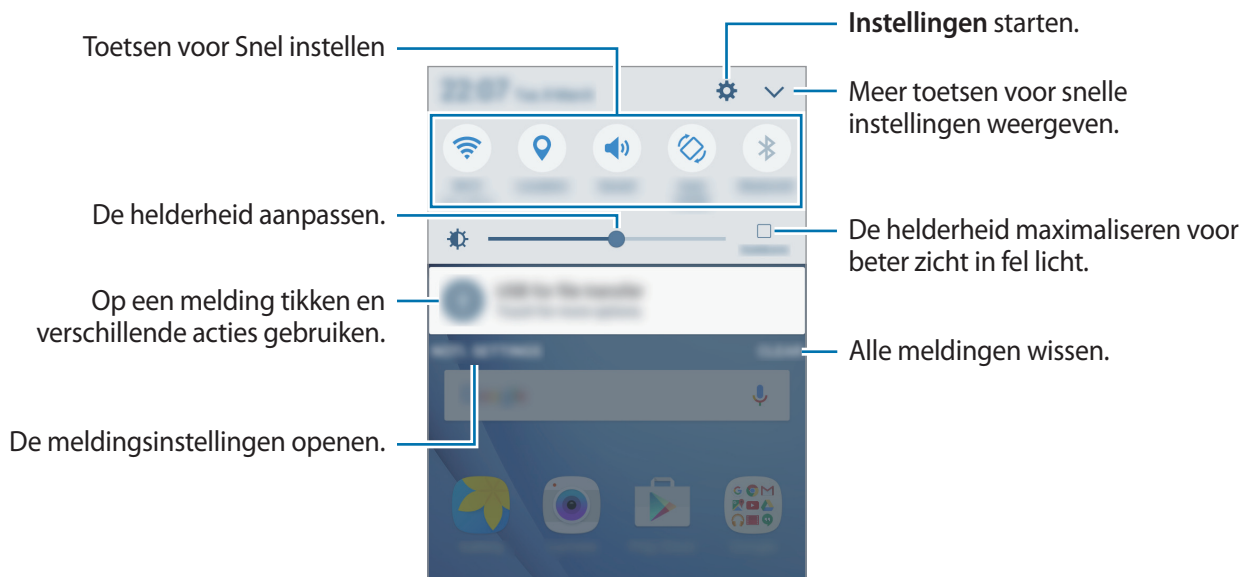 Instellingen starten.
Toetsen voor Snel instellen
Meer toetsen voor snelle
instellingen weergeven.
De helderheid aanpassen.
De helderheid maximaliseren voor
beter zicht in fel licht.
Op een melding tikken en
verschillende acties gebruiken.
Alle meldingen wissen.
De meldingsinstellingen openen.